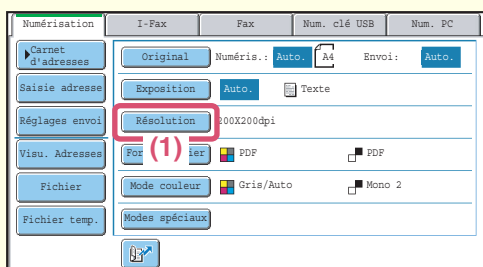 Numérisation I-Fax Fax Num. clé USB Num. PC
Carnet d'adresses
Original Numéris.: Auto. A4 Envoi: Auto.
Saisie adresse Exposition Auto. Texte
Réglages envoi Résolution 200X200dpi
Visu. Adresses (1) PDF PDF
Fichier Mode couleur Gris/Auto Mono 2
Fichier temp. Modes spéciaux